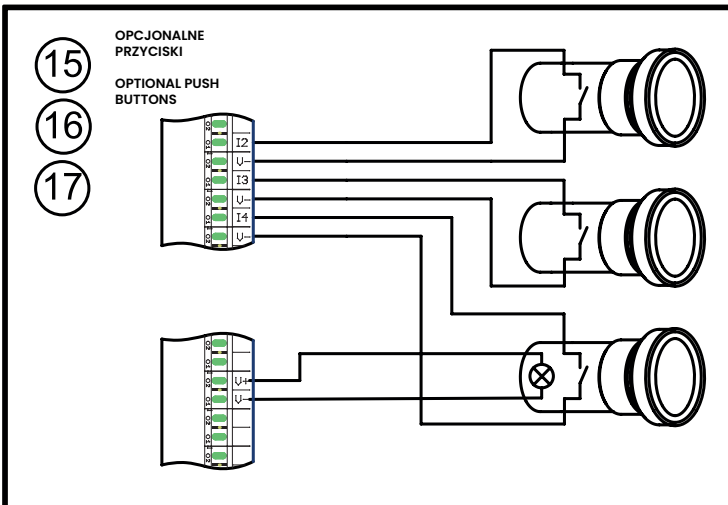 15
OPCJONALNE
PRZYCISKI
OPTIONAL PUSH
BUTTONS
16
17
I2
V-
I3
V-
I4
V-
V+
V-